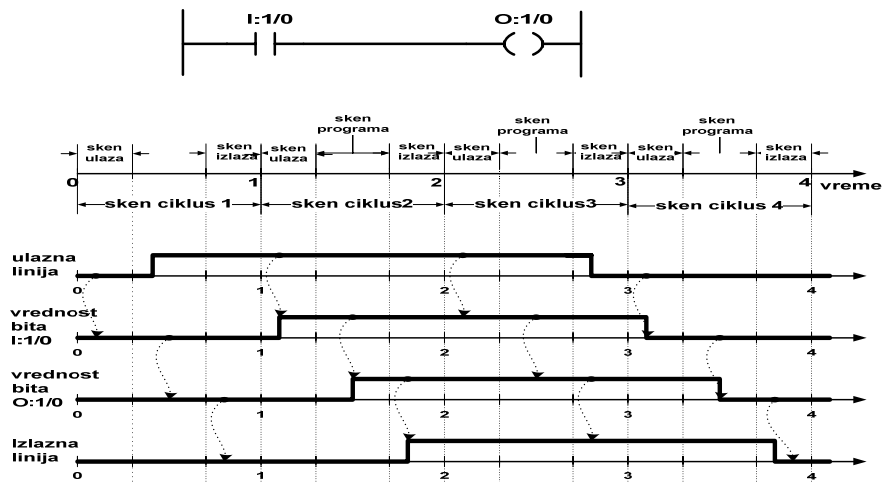 I:1/0 O:1/0
sken programa sken programa sken programa
sken ulaza sken izlaza sken ulaza sken izlaza sken ulaza sken izlaza sken ulaza sken izlaza
0 1 2 3 4 vreme
sken ciklus 1 sken ciklus2 sken ciklus3 sken ciklus 4
ulazna
linija
0 1 2 3 4
vrednost
bita
I:1/0
0 1 2 3 4
vrednost
bita
O:1/0
0 1 2 3 4
Izlazna
linija
0 1 2 3 4